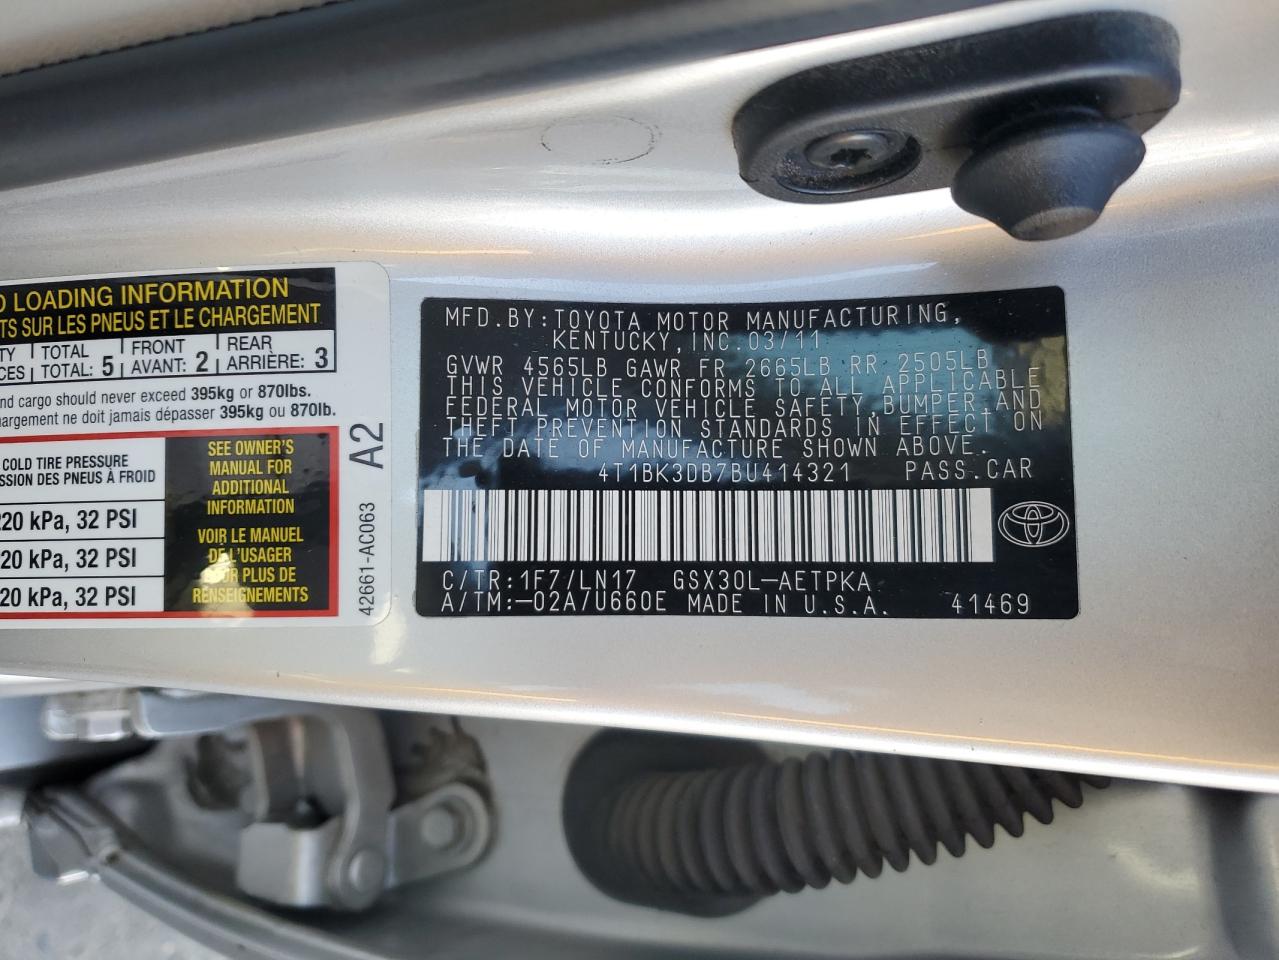 LOADING INFORMATION
TS SUR LES PNEUS ET LE CHARGEMENT
TY TOTAL FRONT REAR
CES TOTAL: 5 AVANT: 2 ARRIÈRE: 3
nd cargo should never exceed 395kg or 870lbs.
argement ne doit jamais dépasser 395kg ou 870lb.
COLD TIRE PRESSURE
SSION DES PNEUS À FROID
220 kPa, 32 PSI
20 kPa, 32 PSI
20 kPa, 32 PSI
SEE OWNER'S
MANUAL FOR
ADDITIONAL
INFORMATION
VOIR LE MANUEL
DE L'USAGER
POUR PLUS DE
RENSEIGNEMENTS
42661-AC063 A2
MFD.BY:TOYOTA MOTOR MANUFACTURING,
KENTUCKY,INC.03/11
GVWR 4565LB GAWR FR 2665LB RR 2505LB
THIS VEHICLE CONFORMS TO ALL APPLICABLE
FEDERAL MOTOR VEHICLE SAFETY,BUMPER,AND
THEFT PREVENTION STANDARDS IN EFFECT ON
THE DATE OF MANUFACTURE SHOWN ABOVE.
4T1BK3DB7BU414321 PASS.CAR
C/TR:1F7/LN17 GSX30L-AETPKA
A/TM:-02A/U660E MADE IN U.S.A. 41469